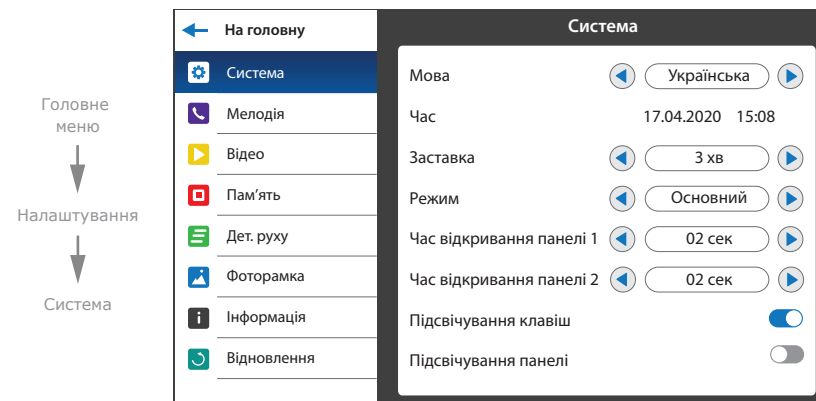 Головне
меню
Налаштування
Система
На головну
Система
Мелодія
Відео
Пам’ять
Дет. руху
Фоторамка
Інформація
Відновлення
Система
Мова Українська
Час 17.04.2020 15:08
Заставка 3 хв
Режим Основний
Час відкривання панелі 1 02 сек
Час відкривання панелі 2 02 сек
Підсвічування клавіш
Підсвічування панелі